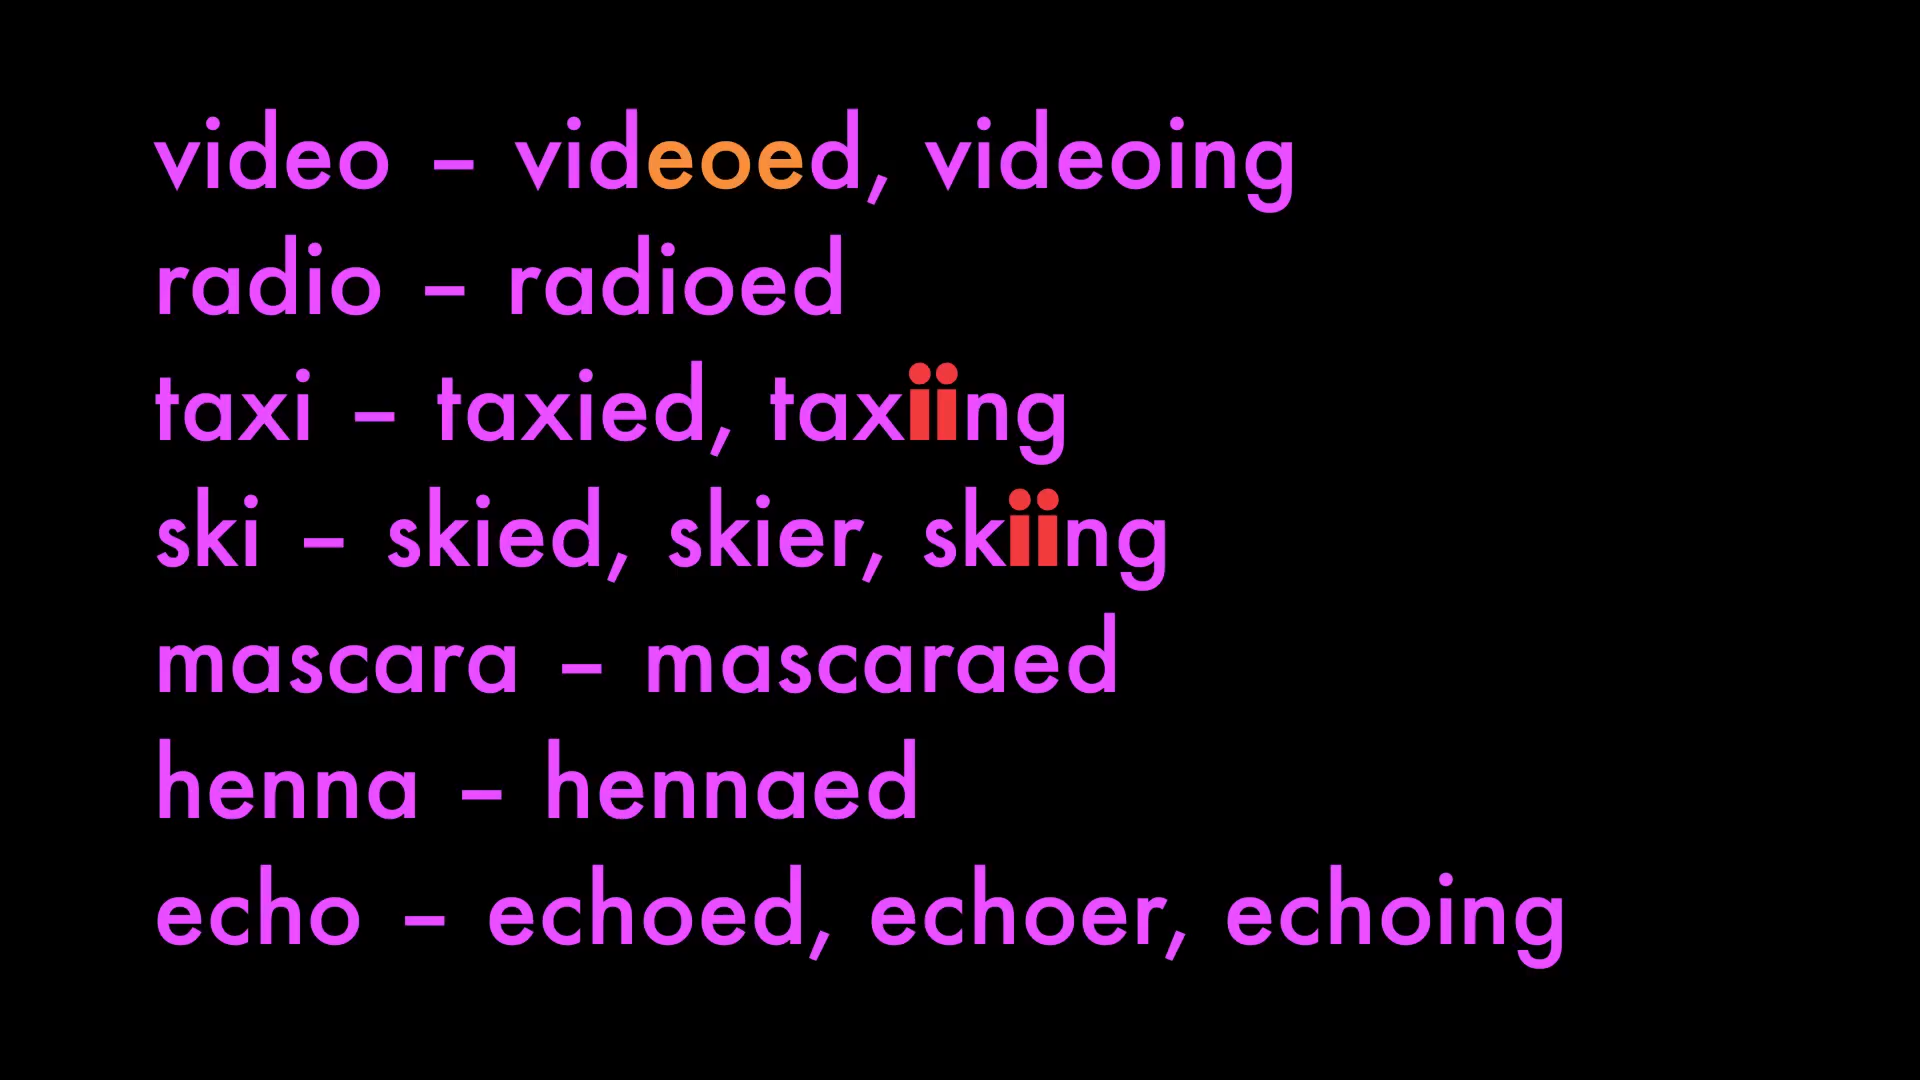 video – videoed, videoing
radio – radioed
taxi – taxied, taxiing
ski – skied, skier, skiing
mascara – mascaraed
henna – hennaed
echo – echoed, echoer, echoing